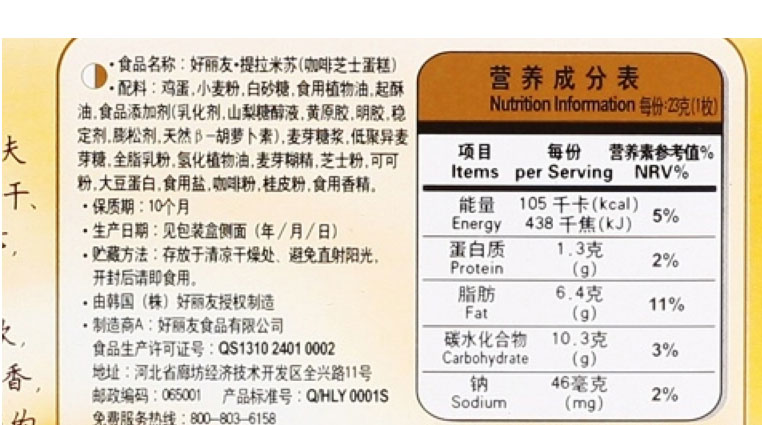 ·食品名称：好丽友·提拉米苏(咖啡芝士蛋糕)
·配料：鸡蛋,小麦粉,白砂糖,食用植物油,起酥
油,食品添加剂(乳化剂,山梨糖醇液,黄原胶,明胶,稳
定剂,膨松剂,天然β-胡萝卜素),麦芽糖浆,低聚异麦
芽糖,全脂乳粉,氢化植物油,麦芽糊精,芝士粉,可可
粉,大豆蛋白,食用盐,咖啡粉,桂皮粉,食用香精。
·保质期：10个月
·生产日期：见包装盒侧面（年/月/日）
·贮藏方法：存放于清凉干燥处、避免直射阳光，
开封后请即食用。
·由韩国（株）好丽友授权制造
·制造商A：好丽友食品有限公司
食品生产许可证号：QS1310 2401 0002
地址：河北省廊坊经济技术开发区全兴路11号
邮政编码：065001 产品标准号：Q/HLY 0001S
免费服务热线：800-803-6158
营养成分表
Nutrition Information 每份:23克(1枚)
项目 每份 营养素参考值%
Items per Serving NRV%
能量 105 千卡(kcal) 5%
Energy 438 千焦(kJ)
蛋白质 1.3克 2%
Protein (g)
脂肪 6.4克 11%
Fat (g)
碳水化合物 10.3克 3%
Carbohydrate (g)
钠 46毫克 2%
Sodium (mg)
夫
干、
香,